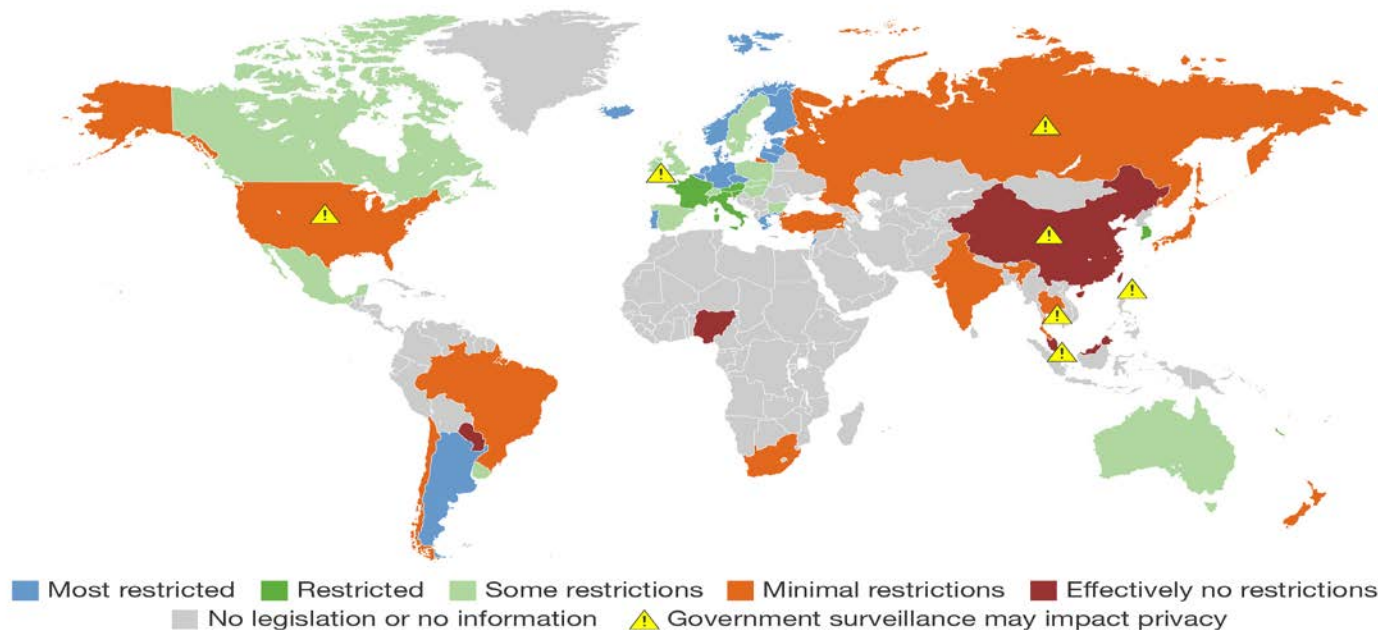 Most restricted Restricted Some restrictions Minimal restrictions Effectively no restrictions
No legislation or no information ! Government surveillance may impact privacy